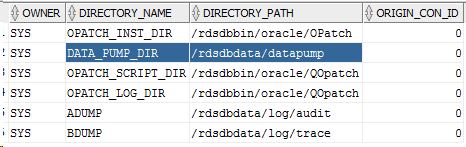 OWNER DIRECTORY_NAME DIRECTORY_PATH ORIGIN_CON_ID
SYS OPATCH_INST_DIR /rdsdbbin/oracle/OPatch 0
2 SYS DATA_PUMP_DIR /rdsdbdata/datapump 0
SYS OPATCH_SCRIPT_DIR /rdsdbbin/oracle/QOpatch 0
SYS OPATCH_LOG_DIR /rdsdbbin/oracle/QOpatch 0
SYS ADUMP /rdsdbdata/log/audit 0
SYS BDUMP /rdsdbdata/log/trace 0